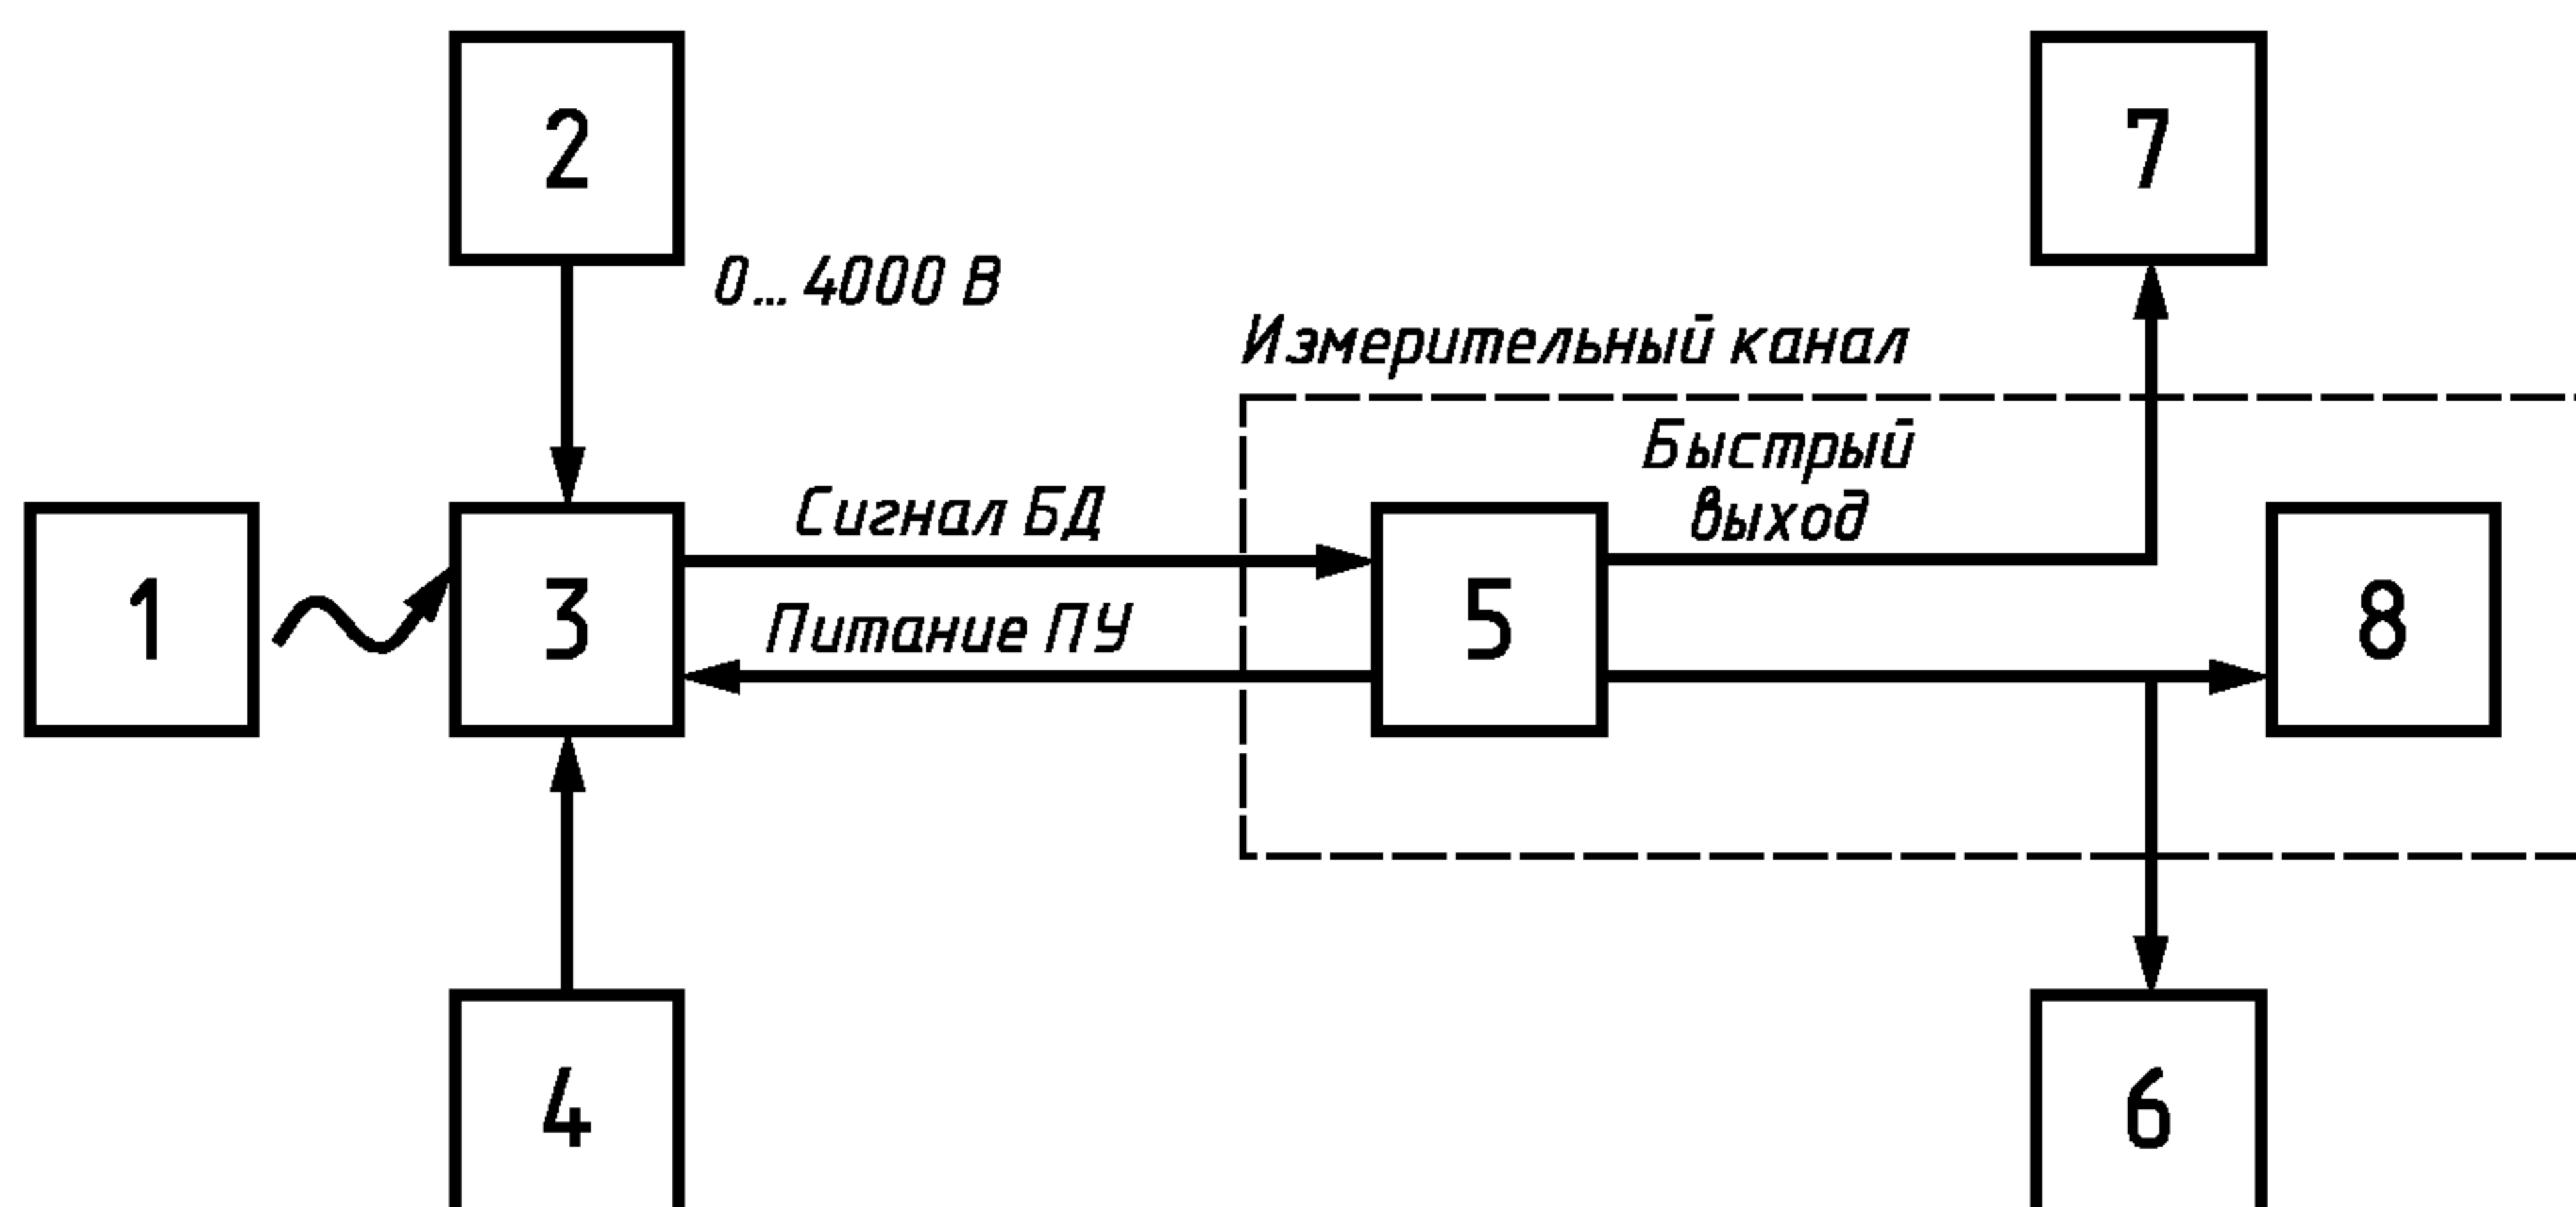 2
7
0... 4000 В
Измерительный канал
Быстрый
выход
Сигнал БД
1
3
5
8
Питание ПУ
4
6